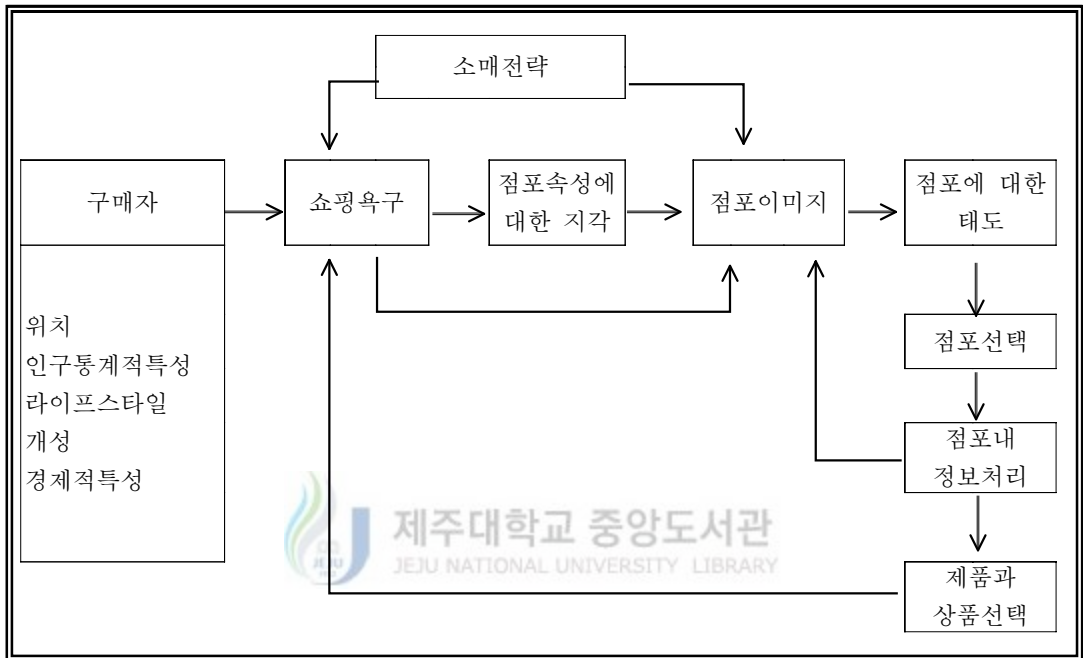 소매전략
구매자
쇼핑욕구
점포속성에
대한 지각
점포이미지
점포에 대한
태도
위치
인구통계적특성
라이프스타일
개성
경제적특성
점포선택
점포내
정보처리
제품과
상품선택
제주대학교 중앙도서관
JEJU NATIONAL UNIVERSITY LIBRARY
JEJU